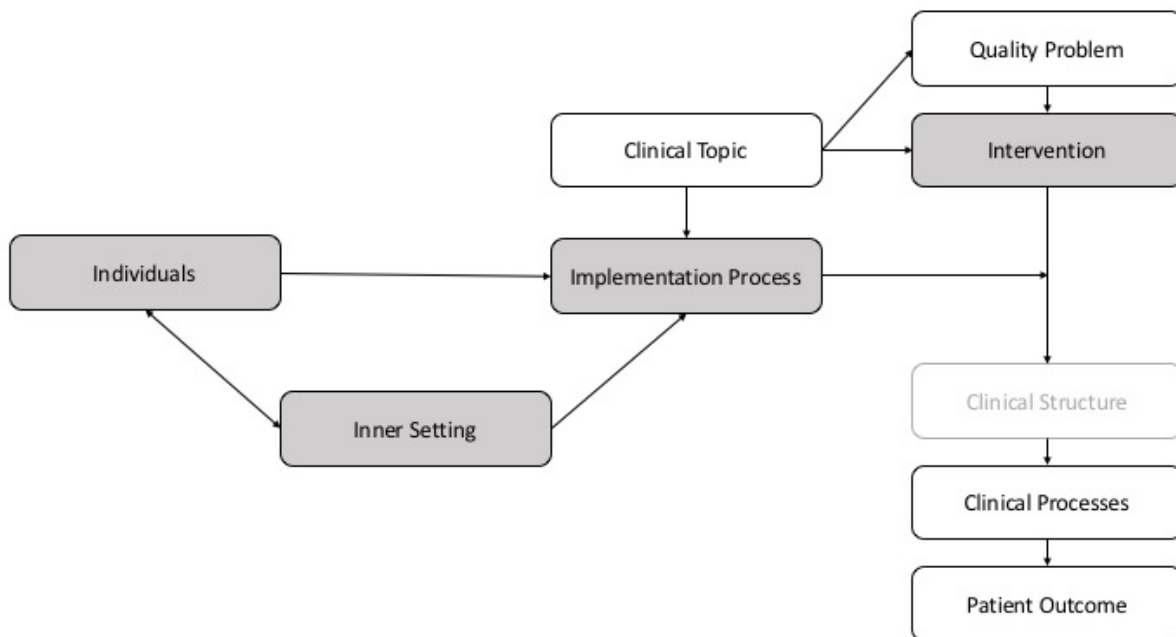 Quality Problem
Clinical Topic
Intervention
Individuals
Implementation Process
Inner Setting
Clinical Structure
Clinical Processes
Patient Outcome